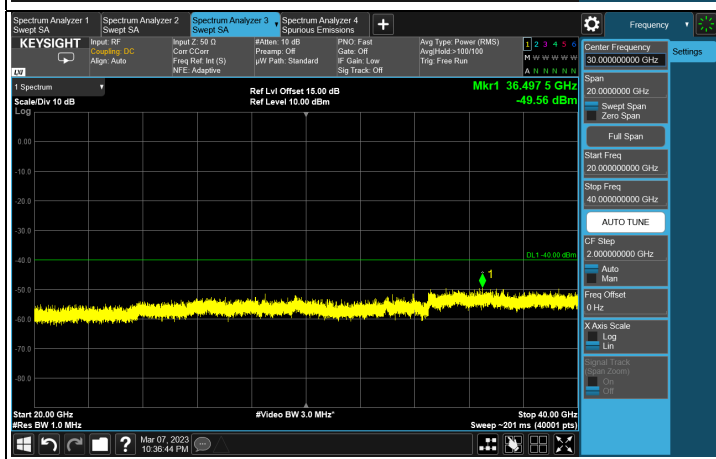 Spectrum Analyzer 1
Swept SA
Spectrum Analyzer 2
Swept SA
Spectrum Analyzer 3
Swept SA
Spectrum Analyzer 4
Spurious Emissions
Frequency
KEYSIGHT
LXI
Input: RF
Coupling: DC
Align: Auto
Input Z: 50 Ω
Corr CCorr
Freq Ref: Int (S)
NFE: Adaptive
#Atten: 10 dB
Preamp: Off
µW Path: Standard
PNO: Fast
Gate: Off
IF Gain: Low
Sig Track: Off
Avg Type: Power (RMS)
Avg|Hold:>100/100
Trig: Free Run
1 2 3 4 5 6
M W W W W W
A N N N N N
1 Spectrum
Scale/Div 10 dB
Log
Ref Lvl Offset 15.00 dB
Ref Level 10.00 dBm
Mkr1 36.497 5 GHz
-49.56 dBm
0.00
-10.0
-20.0
-30.0
-40.0
-50.0
-60.0
-70.0
-80.0
DL1 -40.00 dBm
1
Start 20.00 GHz
#Res BW 1.0 MHz
#Video BW 3.0 MHz*
Stop 40.00 GHz
Sweep ~201 ms (40001 pts)
Mar 07, 2023
10:36:44 PM
Center Frequency
30.000000000 GHz
Settings
Span
20.0000000 GHz
Swept Span
Zero Span
Full Span
Start Freq
20.000000000 GHz
Stop Freq
40.000000000 GHz
AUTO TUNE
CF Step
2.000000000 GHz
Auto
Man
Freq Offset
0 Hz
X Axis Scale
Log
Lin
Signal Track
(Span Zoom)
On
Off